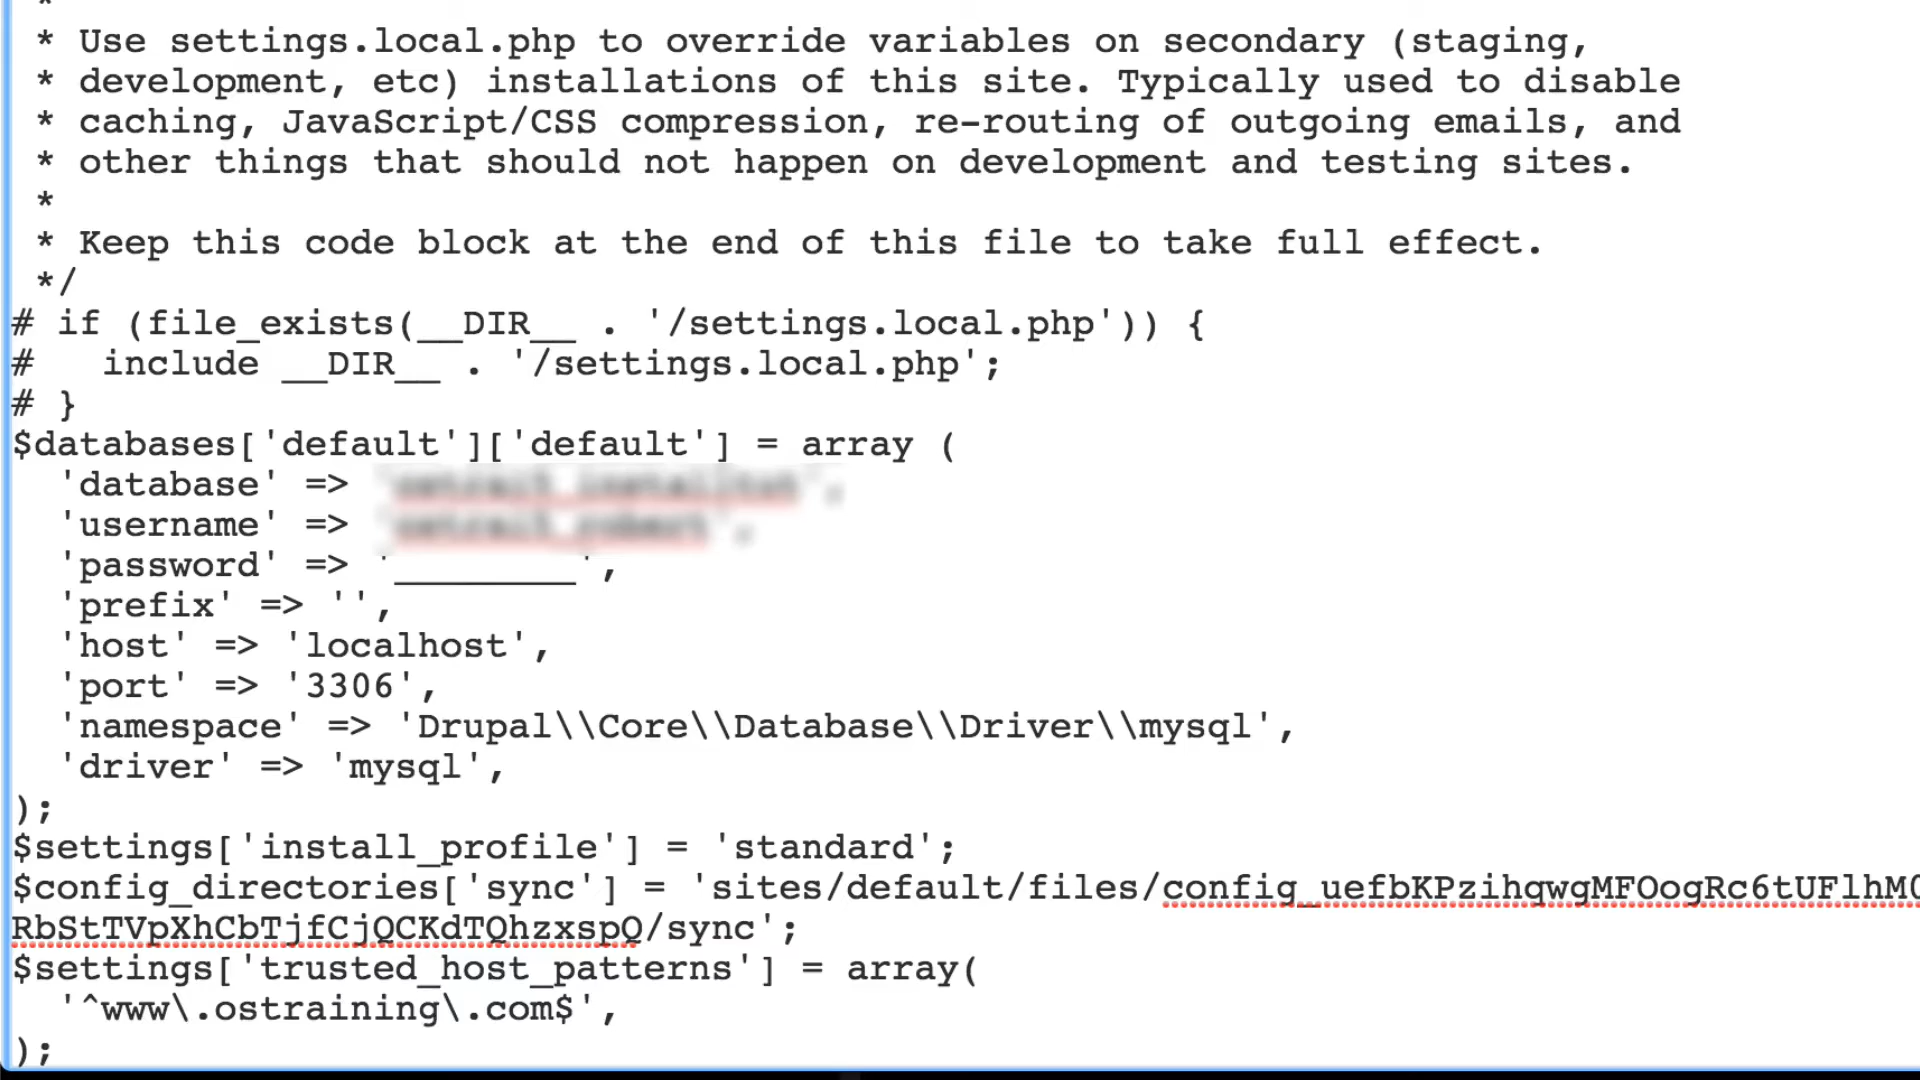 *
* Use settings.local.php to override variables on secondary (staging,
* development, etc) installations of this site. Typically used to disable
* caching, JavaScript/CSS compression, re-routing of outgoing emails, and
* other things that should not happen on development and testing sites.
*
* Keep this code block at the end of this file to take full effect.
*/
# if (file_exists(__DIR__ . '/settings.local.php')) {
#   include __DIR__ . '/settings.local.php';
# }
$databases['default']['default'] = array (
'database' =>
'username' =>
'password' => '________',
'prefix' => '',
'host' => 'localhost',
'port' => '3306',
'namespace' => 'Drupal\\Core\\Database\\Driver\\mysql',
'driver' => 'mysql',
);
$settings['install_profile'] = 'standard';
$config_directories['sync'] = 'sites/default/files/config_uefbKPzihqwgMFOogRc6tUFlhM
RbStTVpXhCbTjfCjQCKdTQhzxspQ/sync';
$settings['trusted_host_patterns'] = array(
'^www\.ostraining\.com$',
);